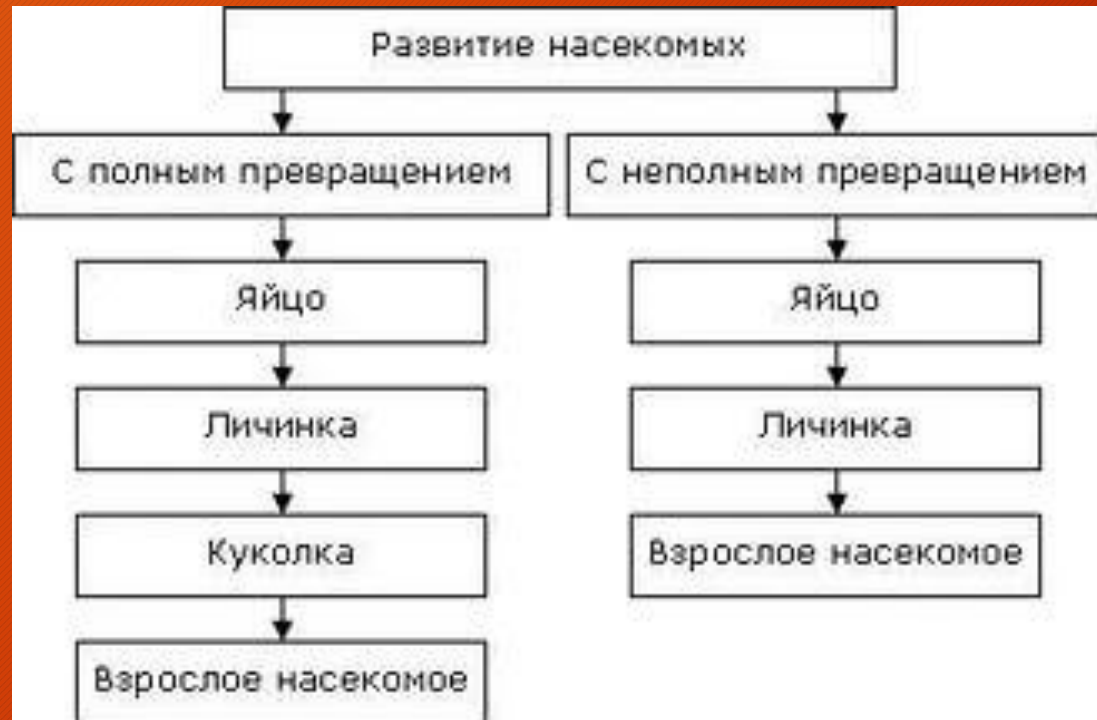 Развитие насекомых
С полным превращением
С неполным превращением
Яйцо
Яйцо
Личинка
Личинка
Куколка
Взрослое насекомое
Взрослое насекомое